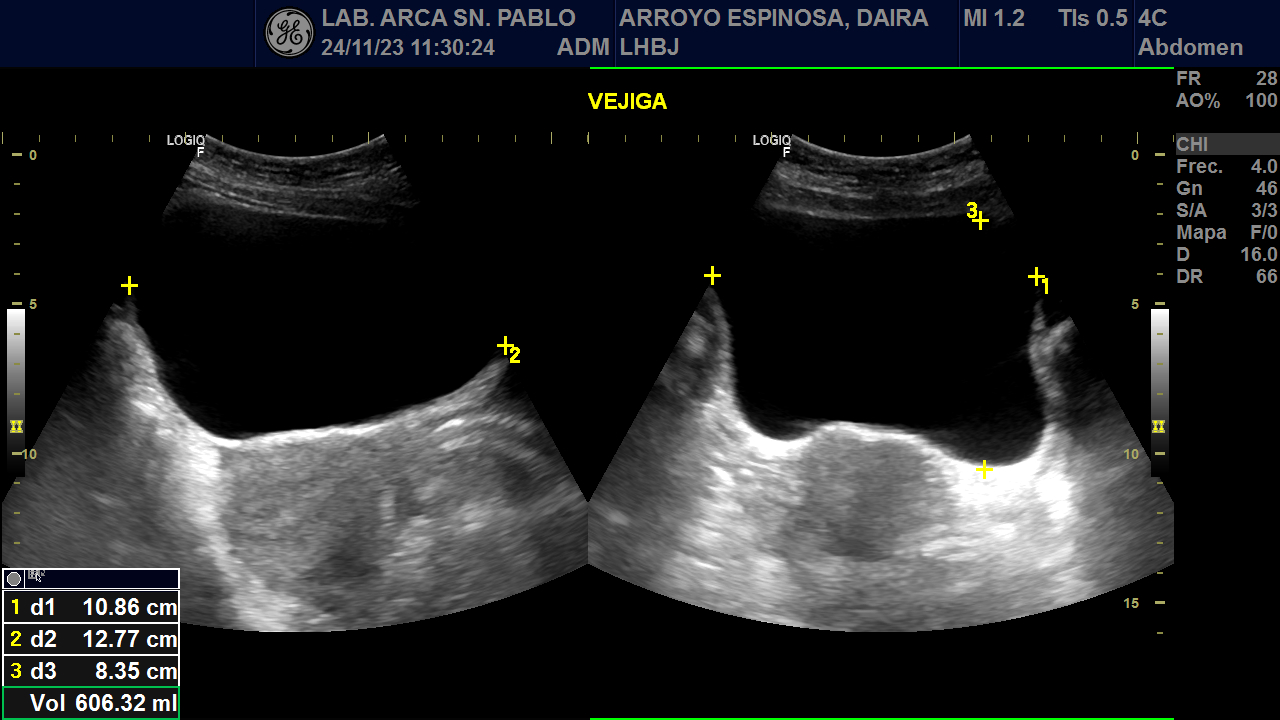 LAB. ARCA SN. PABLO
24/11/23 11:30:24 ADM
ARROYO ESPINOSA, DAIRA
LHBJ
MI 1.2 TIs 0.5
4C
Abdomen
FR 28
AO% 100
CHI
Frec. 4.0
Gn 46
S/A 3/3
Mapa F/0
D 16.0
DR 66
VEJIGA
LOGIQ
F
LOGIQ
F
0
5
10
0
5
10
15
2
3
1
1 d1 10.86 cm
2 d2 12.77 cm
3 d3 8.35 cm
Vol 606.32 ml